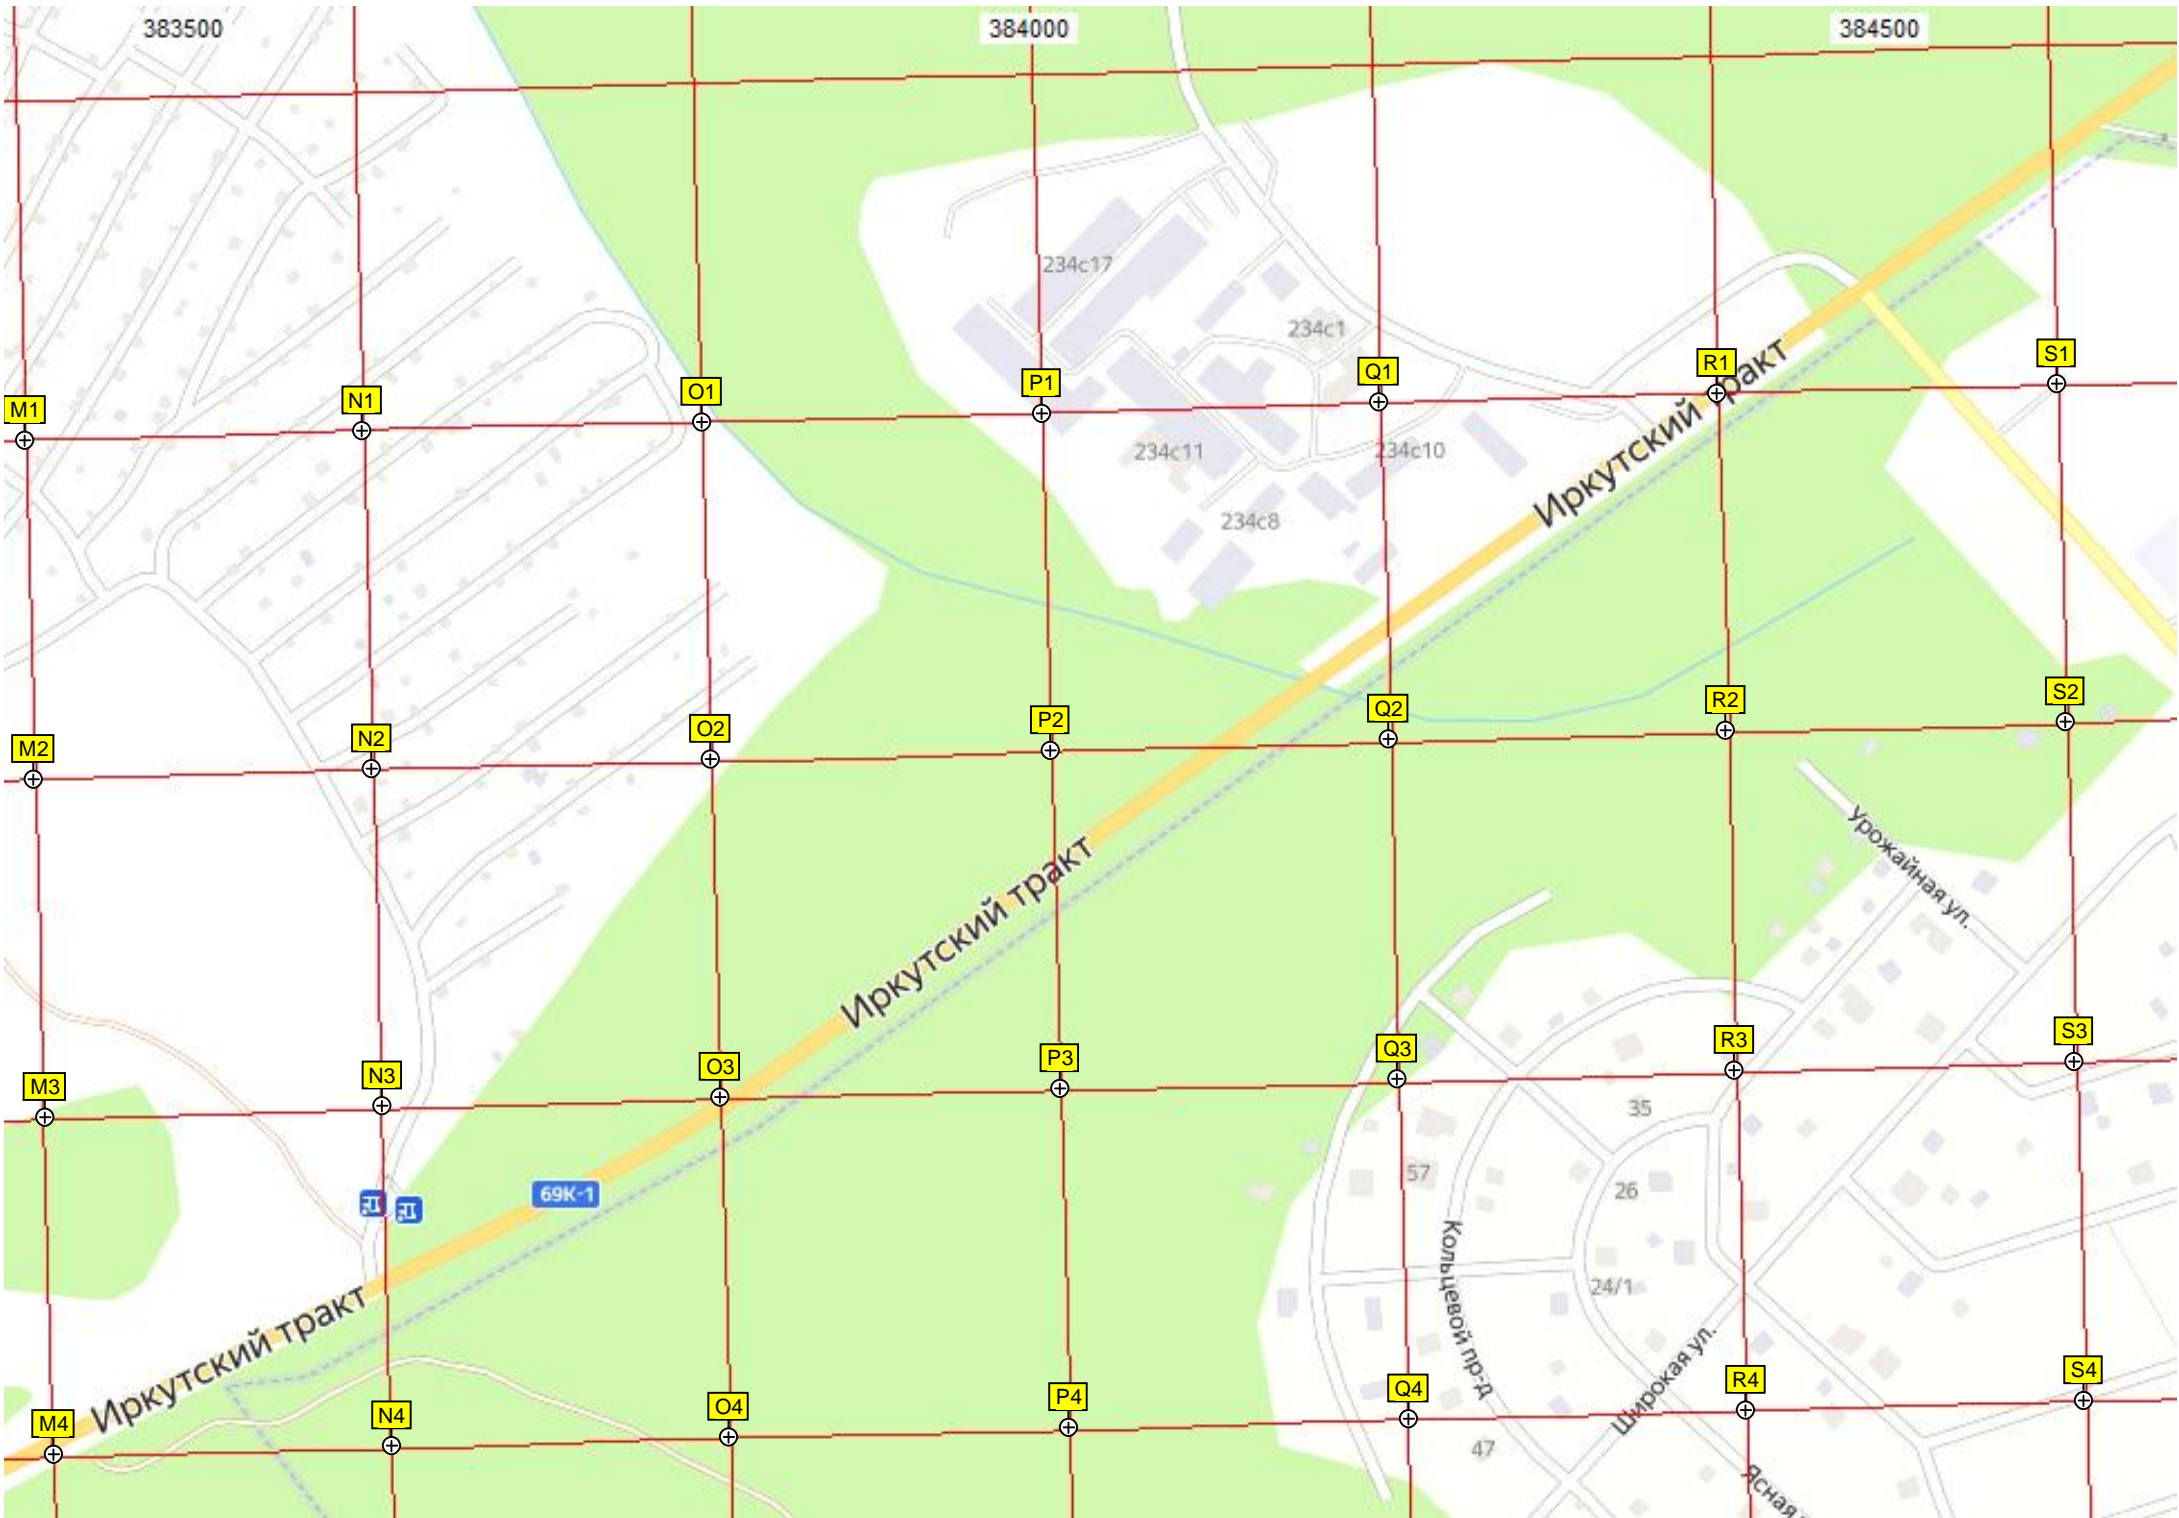 383500 384000 384500
234с17
234с1
S1
R1
Q1
P1
O1
N1
M1
Иркутский тракт
234с11 234с10
234с8
S2
R2
Q2
P2
O2
N2
M2
Урожайная ул.
Иркутский тракт
S3
R3
Q3
P3
O3
N3
M3
35
57
26
69К-1
Кольцевой пр-д
24/1
Иркутский тракт
Широкая ул.
S4
R4
Q4
P4
O4
N4
M4
47
Ясная